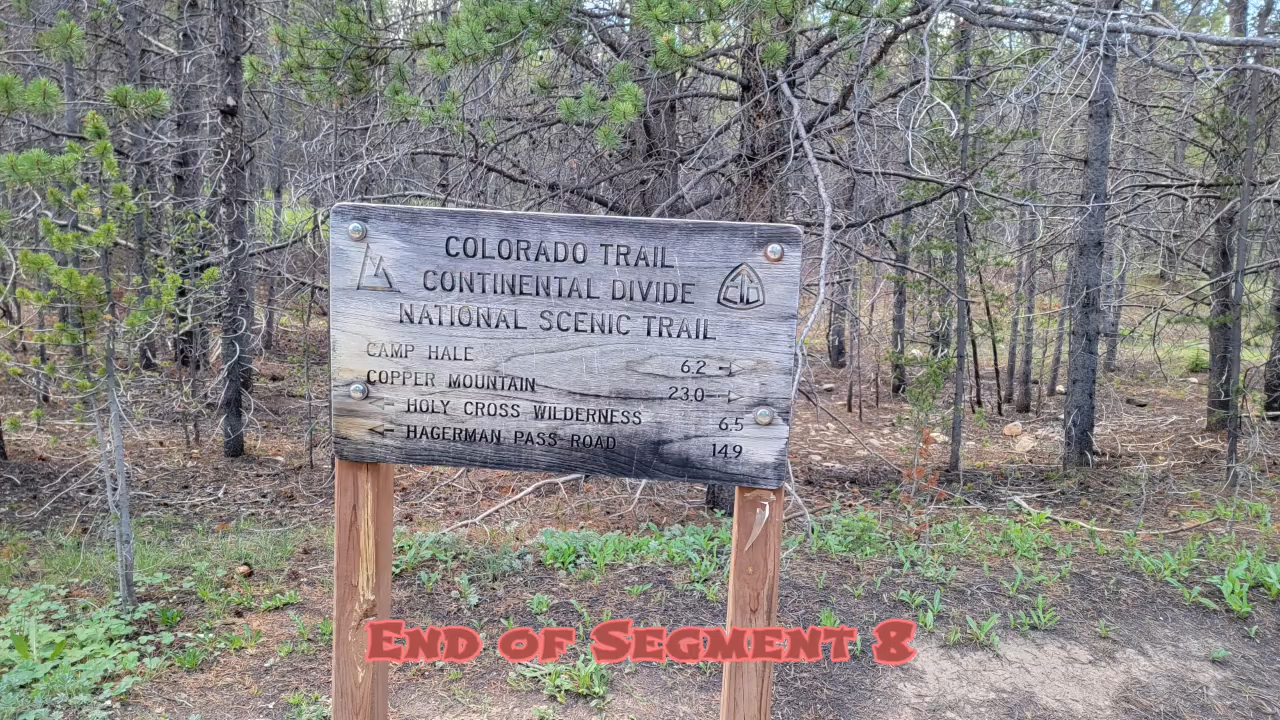 COLORADO TRAIL
CONTINENTAL DIVIDE
NATIONAL SCENIC TRAIL
CAMP HALE 6.2
COPPER MOUNTAIN 23.0
HOLY CROSS WILDERNESS 6.5
HAGERMAN PASS ROAD 14.9
END OF SEGMENT 8